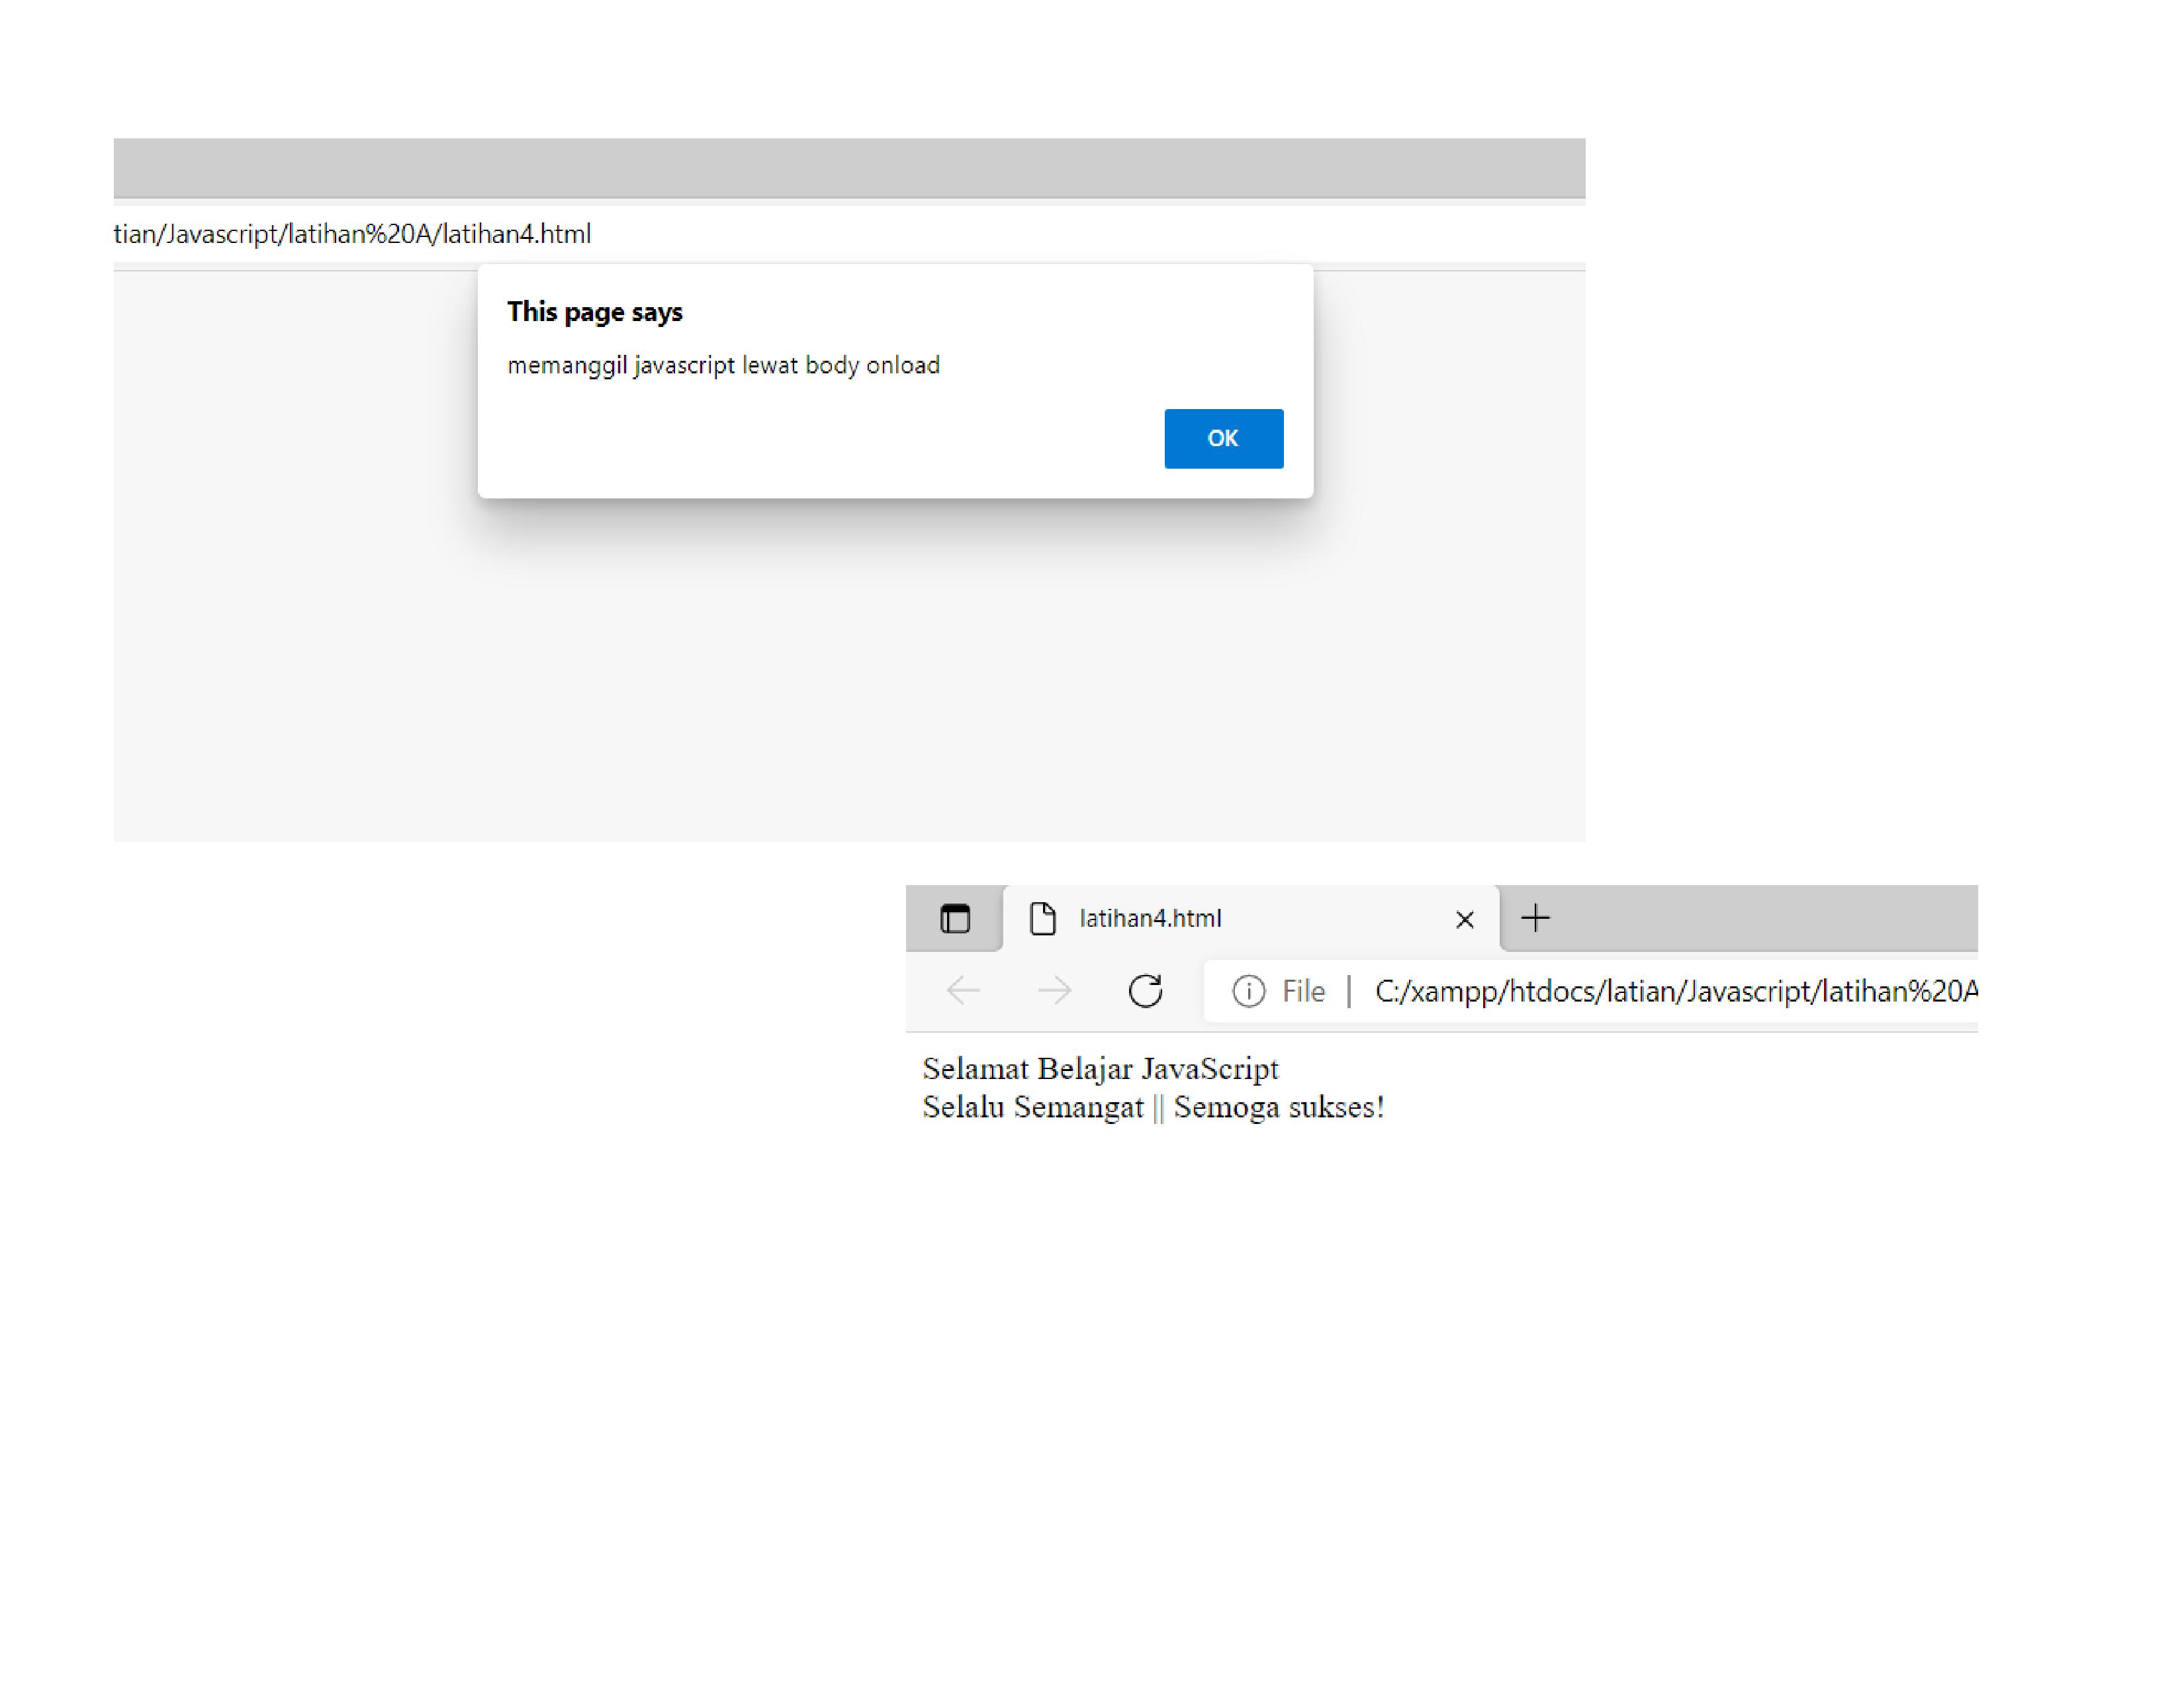 tian/Javascript/latihan%20A/latihan4.html
This page says
memanggil javascript lewat body onload
OK
latihan4.html
File | C:/xampp/htdocs/latian/Javascript/latihan%20A
Selamat Belajar JavaScript
Selalu Semangat || Semoga sukses!